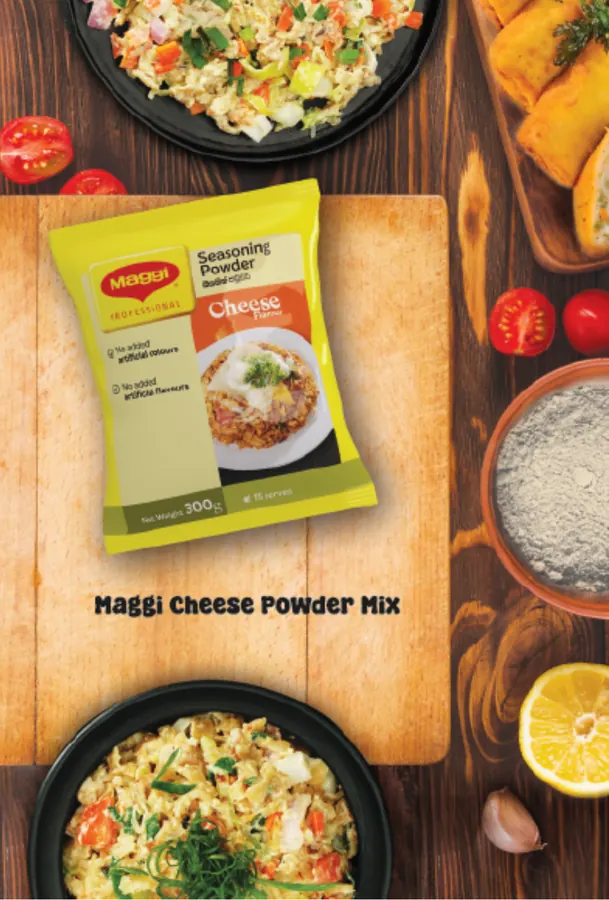 Seasoning
Powder
Maggi
PROFESSIONAL
Cheese
Flavour
No added
artificial colours
No added
artificial flavours
Net Weight 300g
15 serves
Maggi Cheese Powder Mix